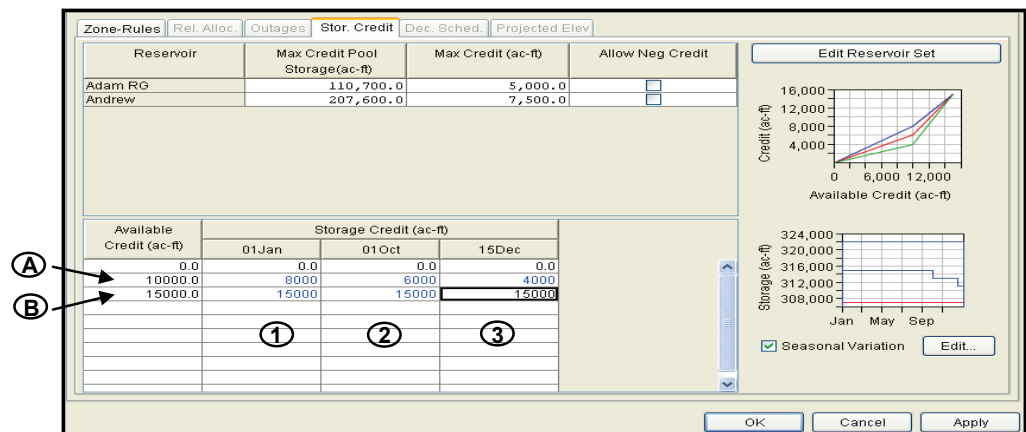 Zone-Rules Rel. Alloc. Outages Stor. Credit Dec. Sched. Projected Elev
Reservoir Max Credit Pool Storage(ac-ft) Max Credit (ac-ft) Allow Neg Credit
Adam RG 110,700.0 5,000.0
Andrew 207,600.0 7,500.0
Edit Reservoir Set
16,000
12,000
8,000
4,000
Credit (ac-ft)
0 6,000 12,000
Available Credit (ac-ft)
Available Credit (ac-ft) Storage Credit (ac-ft)
01Jan 01Oct 15Dec
0.0 0.0 0.0 0.0
A 10000.0 8000 6000 4000
B 15000.0 15000 15000 15000
1 2 3
324,000
320,000
316,000
312,000
308,000
Storage (ac-ft)
Jan May Sep
Seasonal Variation Edit...
OK Cancel Apply